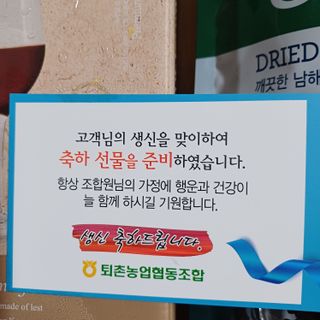 DRIED
깨끗한 남해
고객님의 생신을 맞이하여
축하 선물을 준비하였습니다.
항상 조합원님의 가정에 행운과 건강이
늘 함께 하시길 기원합니다.
생신 축하드립니다.
퇴촌농업협동조합
made of lest